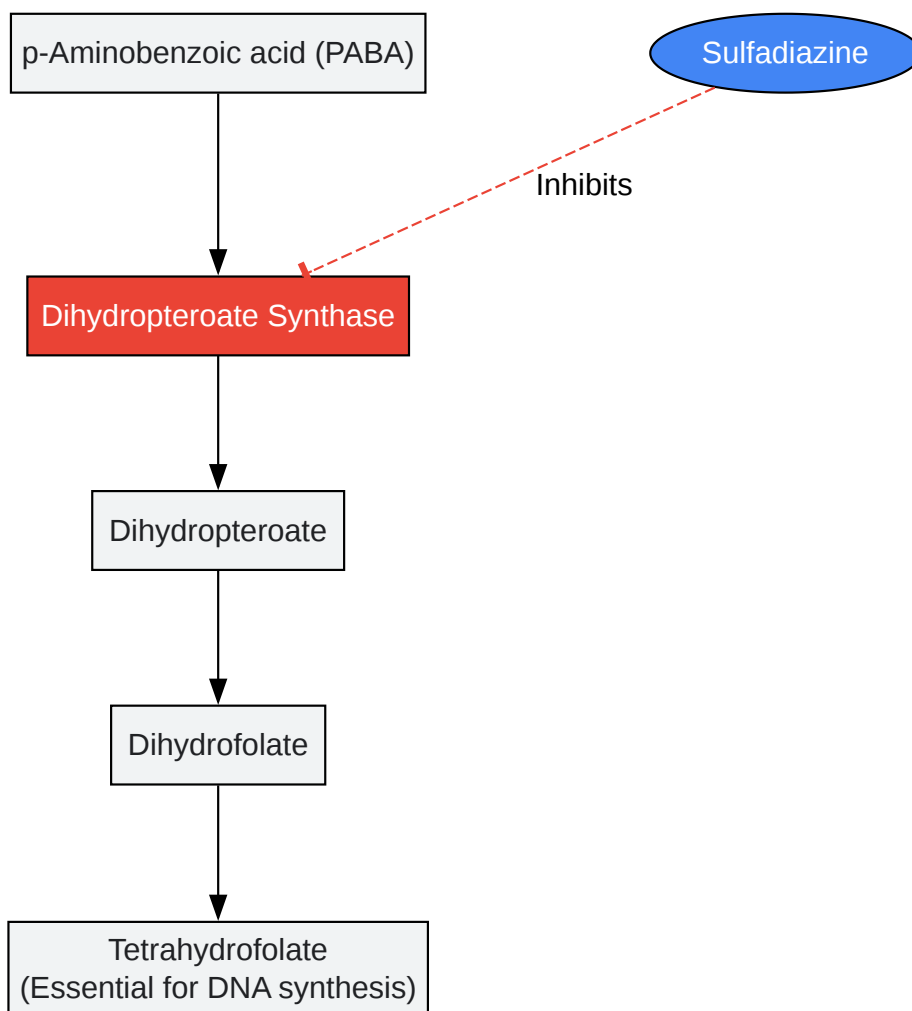 p-Aminobenzoic acid (PABA)
Sulfadiazine
Inhibits
Dihydropteroate Synthase
Dihydropteroate
Dihydrofolate
Tetrahydrofolate
(Essential for DNA synthesis)